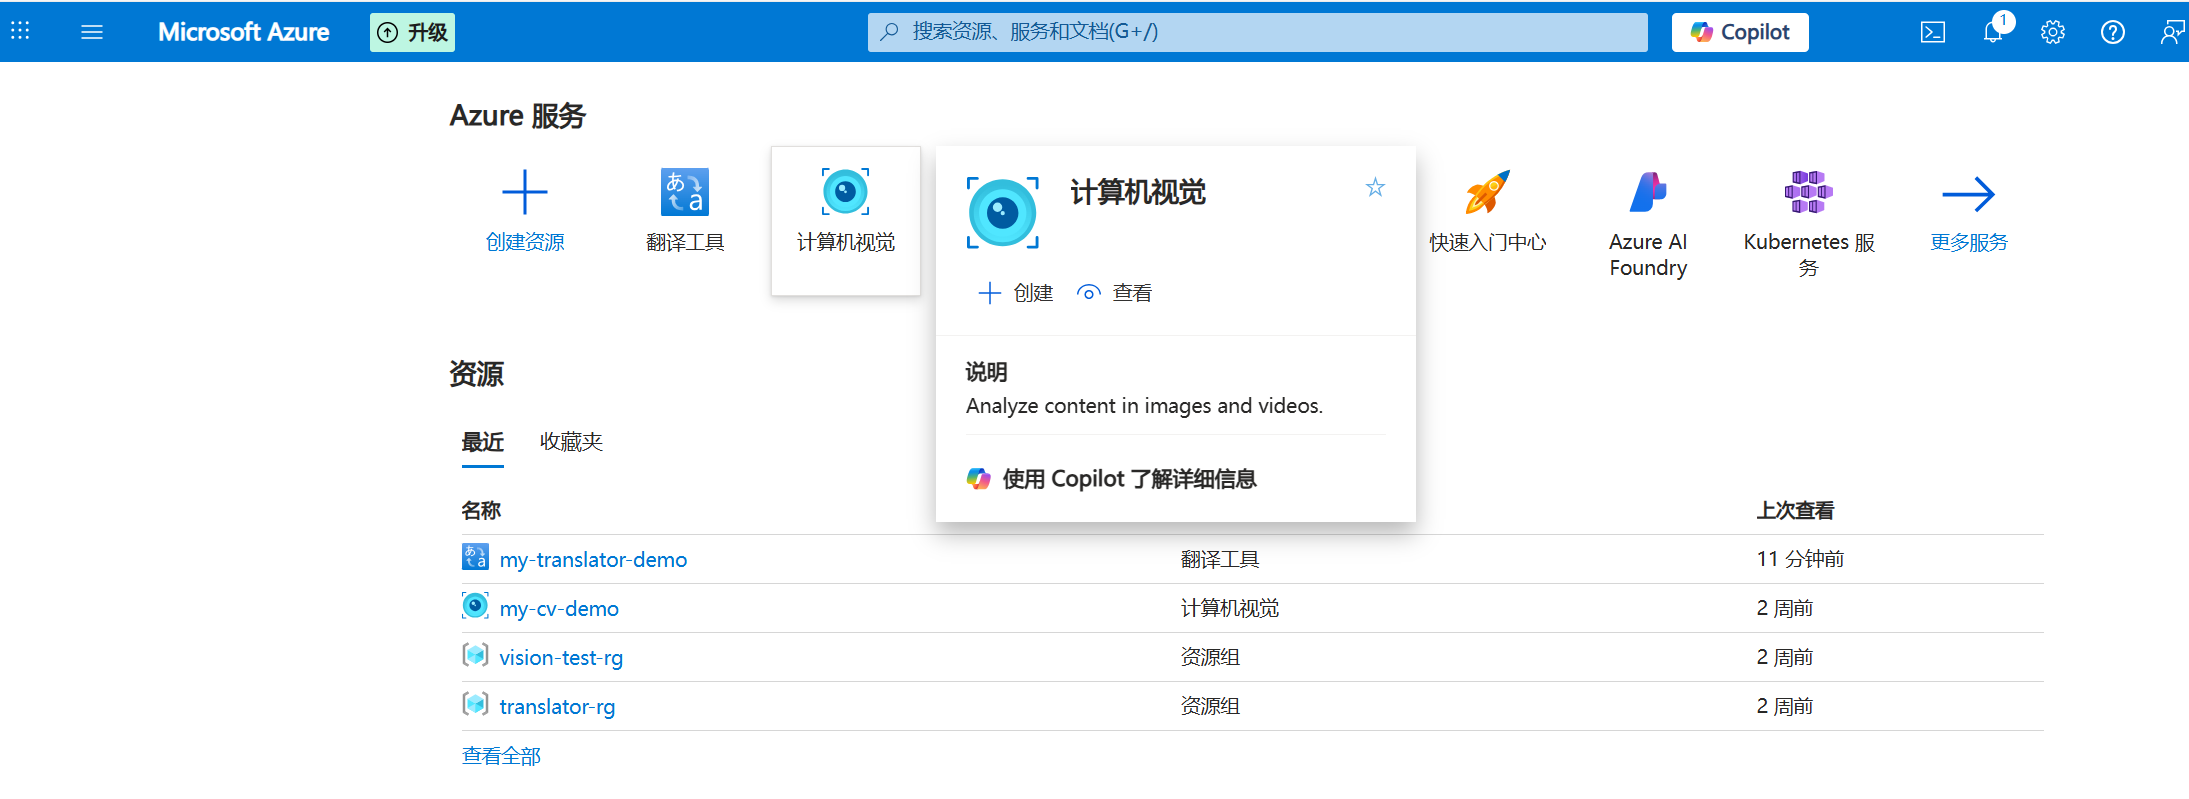 Microsoft Azure
升级
搜索资源、服务和文档(G+/)
Copilot
1
Azure 服务
创建资源
翻译工具
计算机视觉
计算机视觉
创建
查看
说明
Analyze content in images and videos.
使用 Copilot 了解详细信息
快速入门中心
Azure AI
Foundry
Kubernetes 服
务
更多服务
资源
最近
收藏夹
名称
上次查看
my-translator-demo
翻译工具
11 分钟前
my-cv-demo
计算机视觉
2 周前
vision-test-rg
资源组
2 周前
translator-rg
资源组
2 周前
查看全部